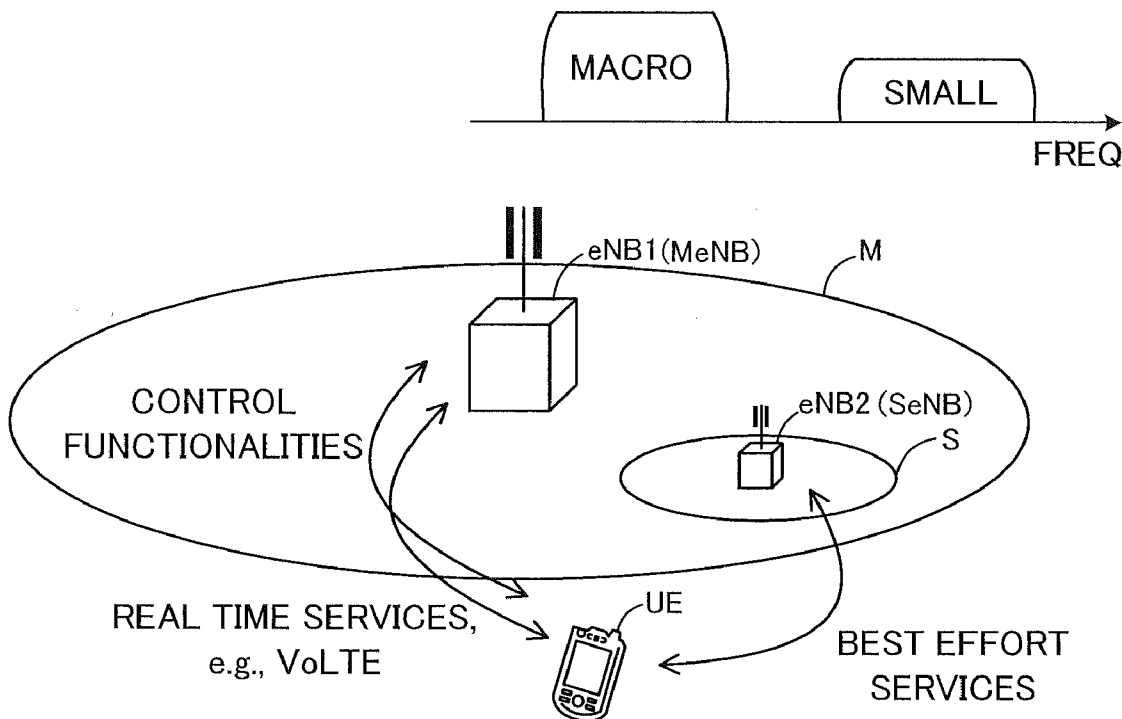 MACRO
SMALL
FREQ
eNB1(MeNB)
M
CONTROL
FUNCTIONALITIES
eNB2 (SeNB)
S
REAL TIME SERVICES,
e.g., VoLTE
UE
BEST EFFORT
SERVICES